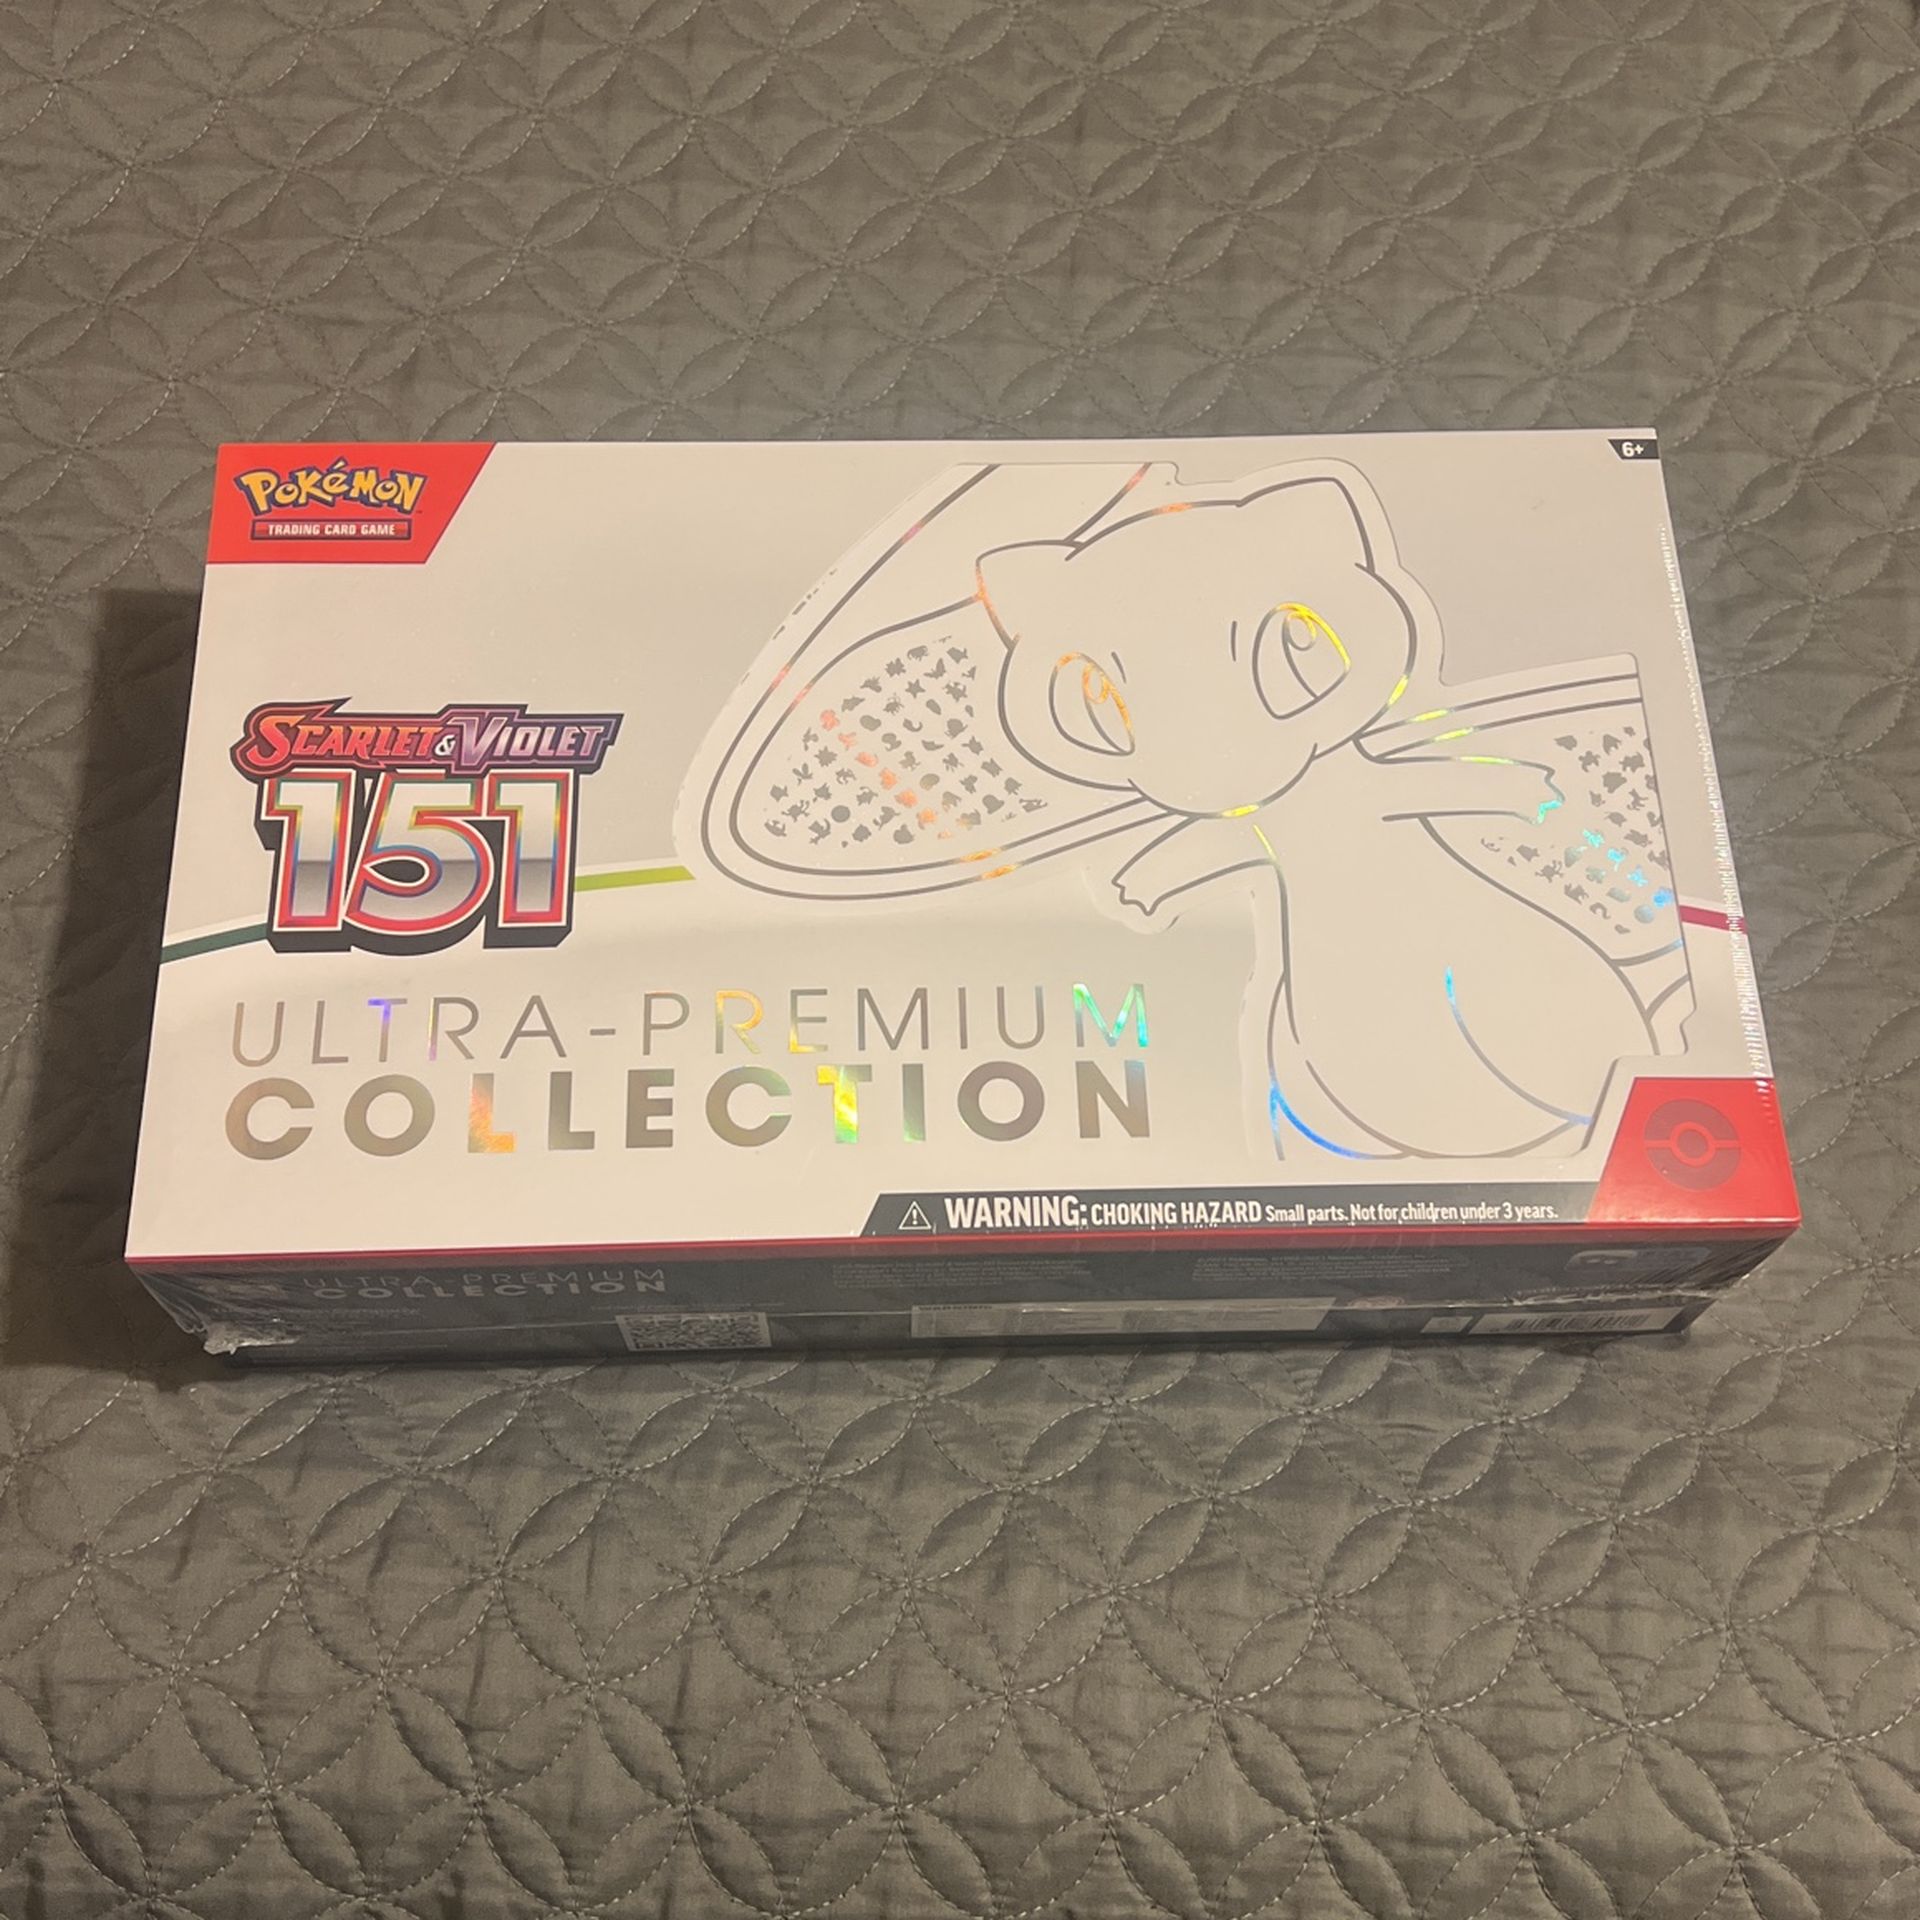 6+
POKéMON
TRADING CARD GAME
SCARLET & VIOLET
151
ULTRA-PREMIUM
COLLECTION
WARNING: CHOKING HAZARD Small parts. Not for children under 3 years.
ULTRA-PREMIUM
COLLECTION
WARNING: